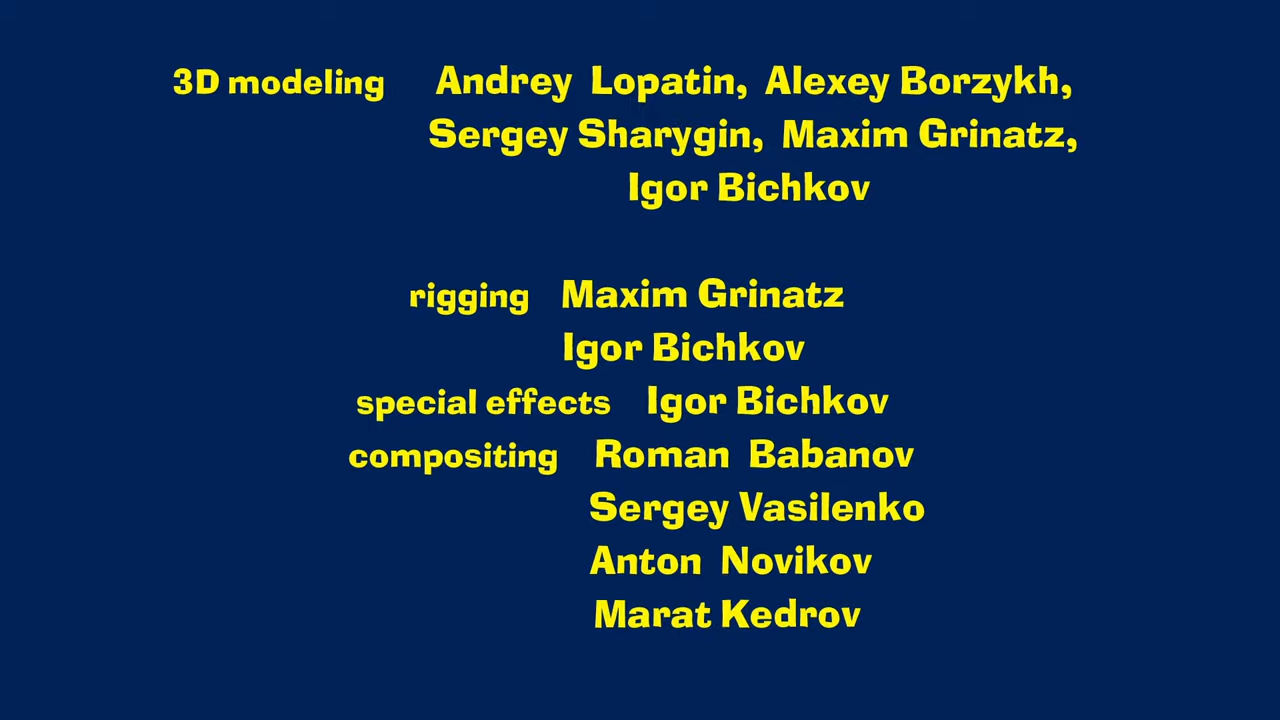 3D modeling Andrey Lopatin, Alexey Borzykh,
Sergey Sharygin, Maxim Grinatz,
Igor Bichkov
rigging Maxim Grinatz
Igor Bichkov
special effects Igor Bichkov
compositing Roman Babanov
Sergey Vasilenko
Anton Novikov
Marat Kedrov